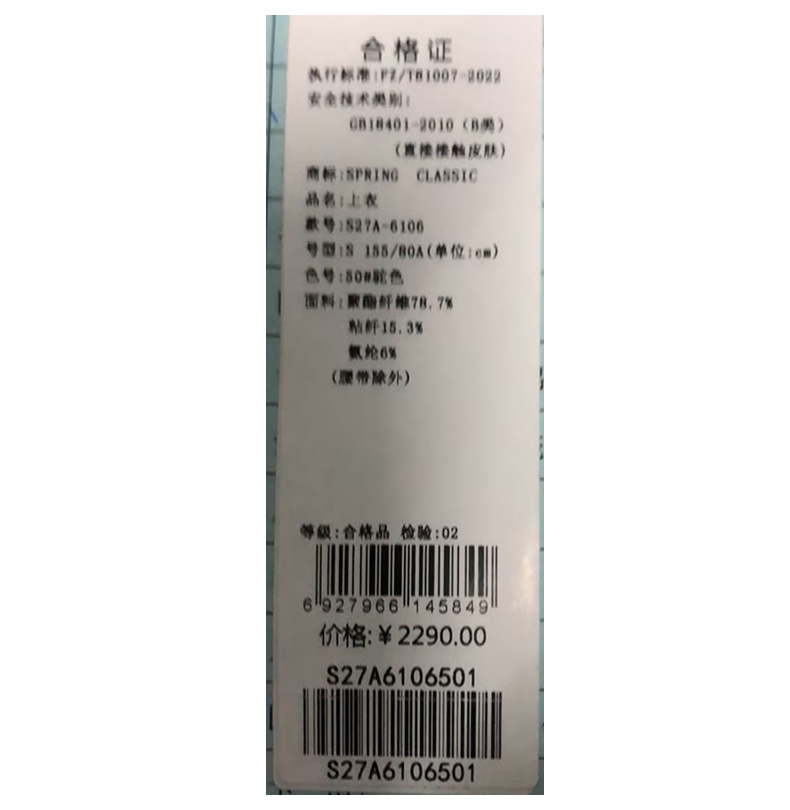 合格证
执行标准:FZ/T81007-2022
安全技术类别:
GB18401-2010（B类）
（直接接触皮肤）
商标:SPRING CLASSIC
品名:上衣
款号:S27A-6106
号型:S 155/80A(单位:cm)
色号:50#驼色
面料:聚酯纤维78.7%
粘纤15.3%
氨纶6%
(腰带除外)
等级:合格品 检验:02
6 927966 145849
价格:￥2290.00
S27A6106501
S27A6106501